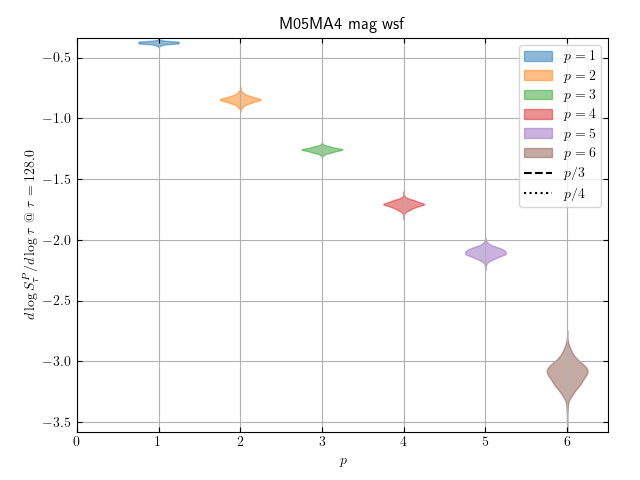 M05MA4 mag wsf
−0.5
−1.0
−1.5
−2.0
−2.5
−3.0
−3.5
d log S_τ^P / d log τ @ τ = 128.0
p = 1
p = 2
p = 3
p = 4
p = 5
p = 6
p/3
p/4
0 1 2 3 4 5 6
p